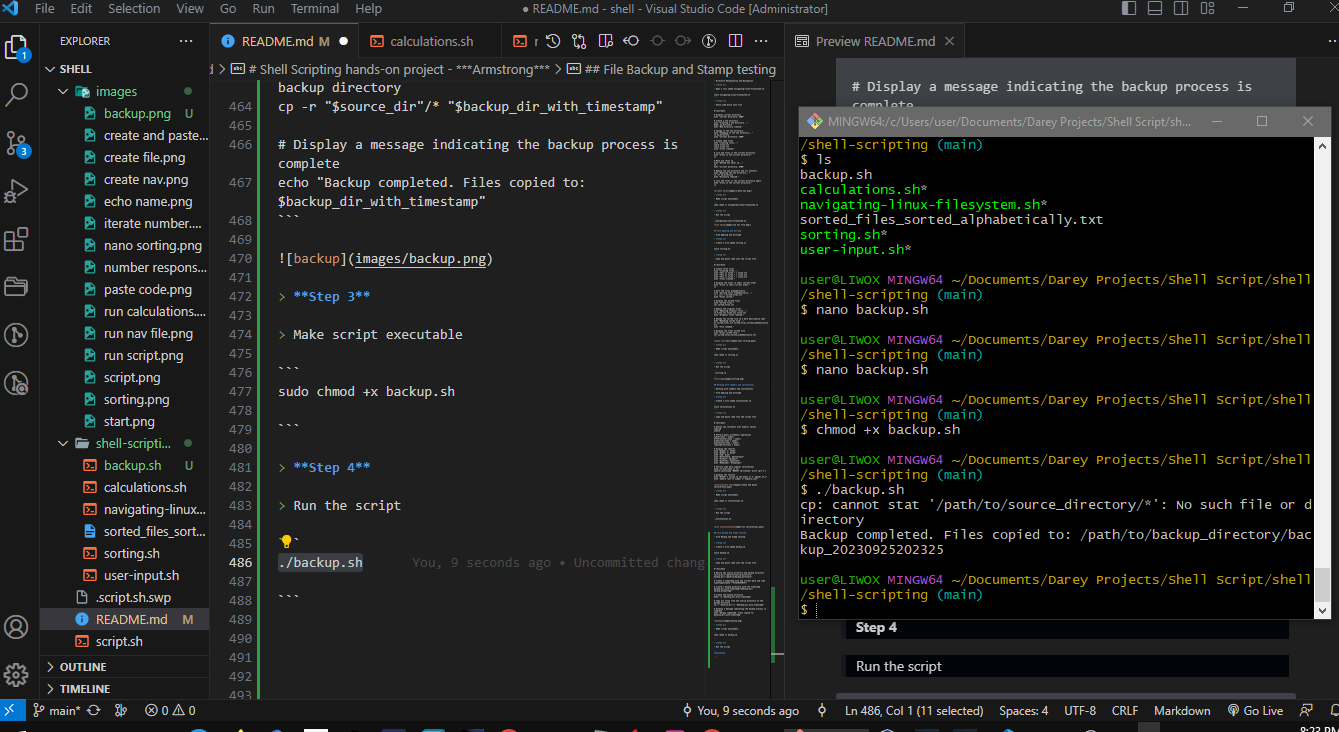 File Edit Selection View Go Run Terminal Help
● README.md - shell - Visual Studio Code [Administrator]
EXPLORER
SHELL
images
backup.png U
create and paste...
create file.png
create nav.png
echo name.png
iterate number....
nano sorting.png
number respons...
paste code.png
run calculations....
run nav file.png
run script.png
script.png
sorting.png
start.png
shell-scripti...
backup.sh U
calculations.sh
navigating-linux...
sorted_files_sort...
sorting.sh
user-input.sh
.script.sh.swp
README.md M
script.sh
OUTLINE
TIMELINE
README.md M ●
calculations.sh
# Shell Scripting hands-on project - ***Armstrong*** > ## File Backup and Stamp testing
backup directory
464 cp -r "$source_dir"/* "$backup_dir_with_timestamp"
465
466 # Display a message indicating the backup process is
complete
467 echo "Backup completed. Files copied to:
$backup_dir_with_timestamp"
468 ```
469
470 ![backup](images/backup.png)
471
472 > **Step 3**
473
474 > Make script executable
475
476 ```
477 sudo chmod +x backup.sh
478
479 ```
480
481 > **Step 4**
482
483 > Run the script
484
485
486 ./backup.sh You, 9 seconds ago • Uncommitted chang
487
488 ```
489
490
491
492
493
Preview README.md
# Display a message indicating the backup process is
complete
MINGW64:/c/Users/user/Documents/Darey Projects/Shell Script/sh...
/shell-scripting (main)
$ ls
backup.sh
calculations.sh*
navigating-linux-filesystem.sh*
sorted_files_sorted_alphabetically.txt
sorting.sh*
user-input.sh*
user@LIWOX MINGW64 ~/Documents/Darey Projects/Shell Script/shell
/shell-scripting (main)
$ nano backup.sh
user@LIWOX MINGW64 ~/Documents/Darey Projects/Shell Script/shell
/shell-scripting (main)
$ nano backup.sh
user@LIWOX MINGW64 ~/Documents/Darey Projects/Shell Script/shell
/shell-scripting (main)
$ chmod +x backup.sh
user@LIWOX MINGW64 ~/Documents/Darey Projects/Shell Script/shell
/shell-scripting (main)
$ ./backup.sh
cp: cannot stat '/path/to/source_directory/*': No such file or d
irectory
Backup completed. Files copied to: /path/to/backup_directory/bac
kup_20230925202325
user@LIWOX MINGW64 ~/Documents/Darey Projects/Shell Script/shell
/shell-scripting (main)
$
Step 4
Run the script
main* 0 0
You, 9 seconds ago Ln 486, Col 1 (11 selected) Spaces: 4 UTF-8 CRLF Markdown Go Live